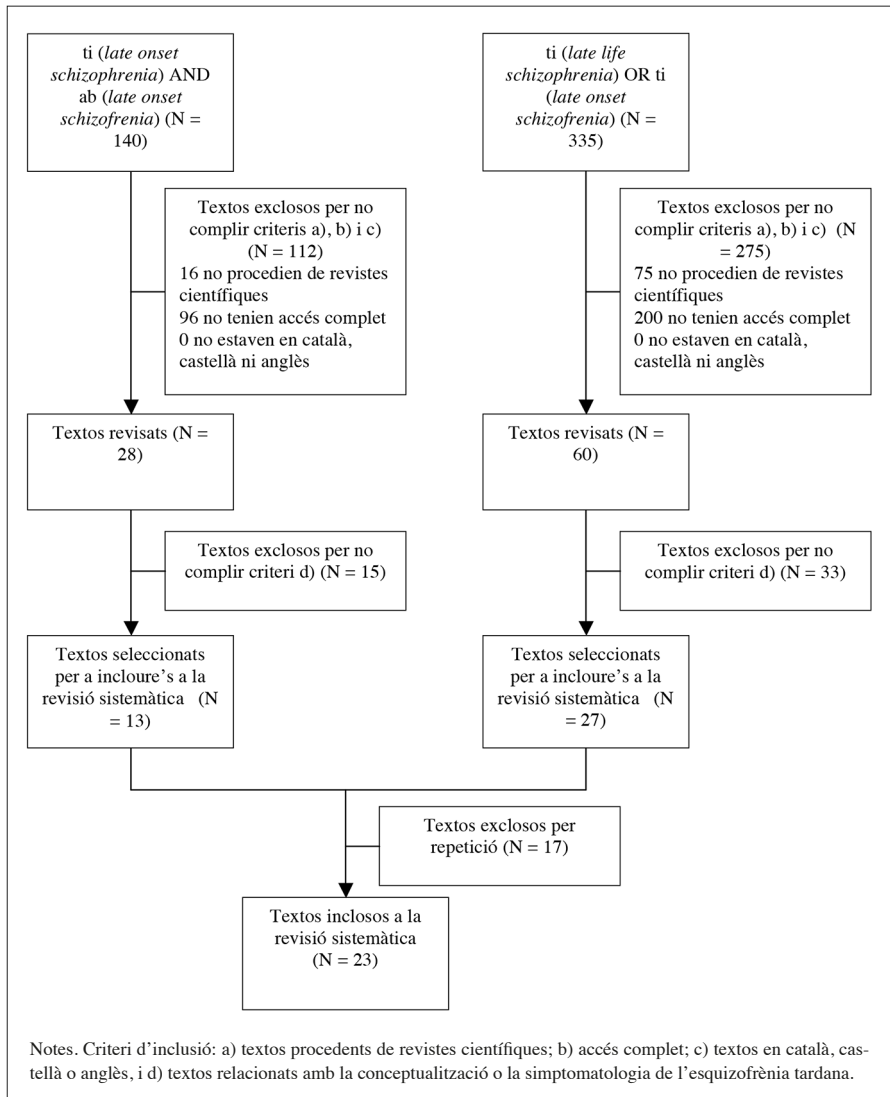 ti (late onset
schizophrenia) AND
ab (late onset
schizofrenia) (N =
140)
ti (late life
schizophrenia) OR ti
(late onset
schizofrenia) (N =
335)
Textos exclosos per no
complir criteris a), b) i c)
(N = 112)
16 no procedien de revistes
científiques
96 no tenien accés complet
0 no estaven en català,
castellà ni anglès
Textos exclosos per no
complir criteris a), b) i c) (N
= 275)
75 no procedien de revistes
científiques
200 no tenien accés complet
0 no estaven en català,
castellà ni anglès
Textos revisats (N =
28)
Textos revisats (N =
60)
Textos exclosos per no
complir criteri d) (N = 15)
Textos exclosos per no
complir criteri d) (N = 33)
Textos seleccionats
per a incloure's a la
revisió sistemàtica (N
= 13)
Textos seleccionats
per a incloure's a la
revisió sistemàtica (N
= 27)
Textos exclosos per
repetició (N = 17)
Textos inclosos a la
revisió sistemàtica
(N = 23)
Notes. Criteri d’inclusió: a) textos procedents de revistes científiques; b) accés complet; c) textos en català, cas-
tellà o anglès, i d) textos relacionats amb la conceptualització o la simptomatologia de l’esquizofrènia tardana.